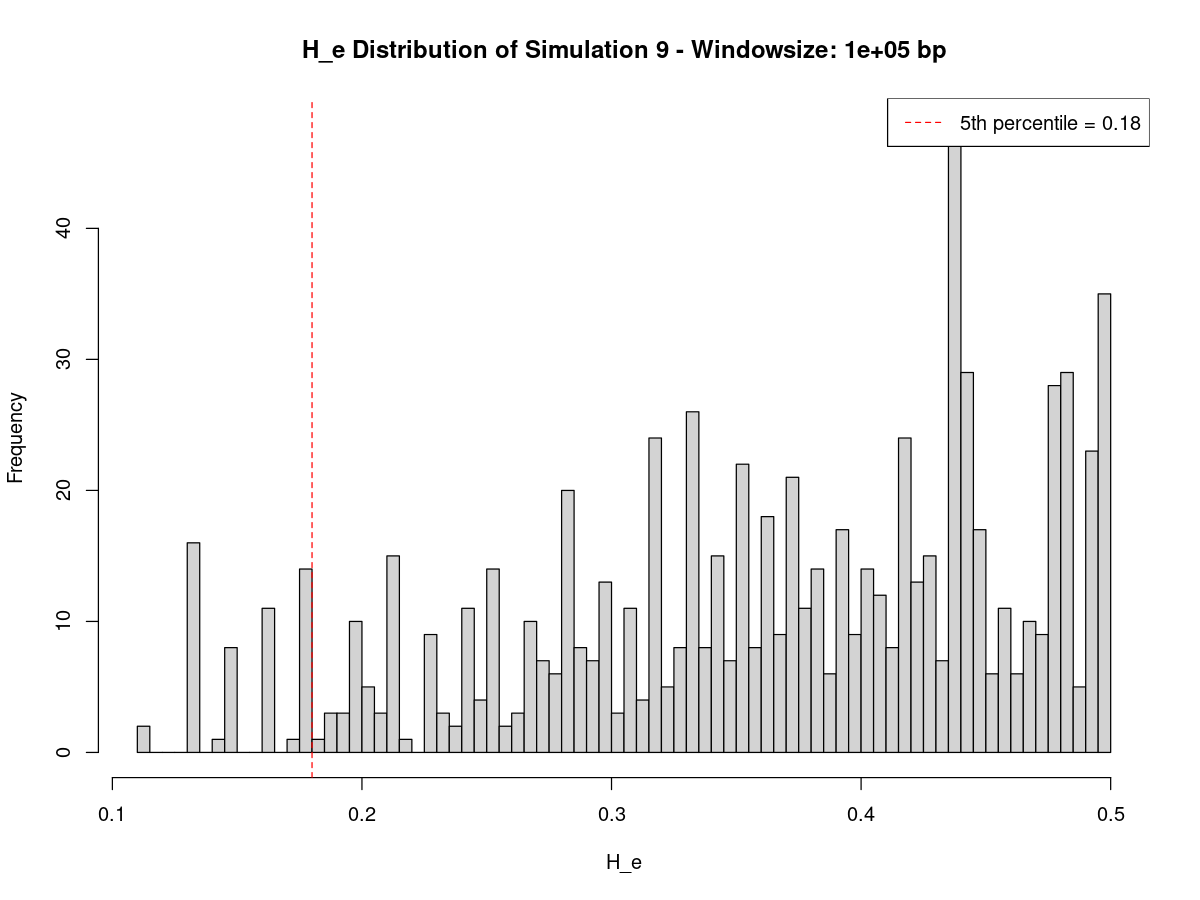 H_e Distribution of Simulation 9 - Windowsize: 1e+05 bp
5th percentile = 0.18
Frequency
40
30
20
10
0
0.1 0.2 0.3 0.4 0.5
H_e